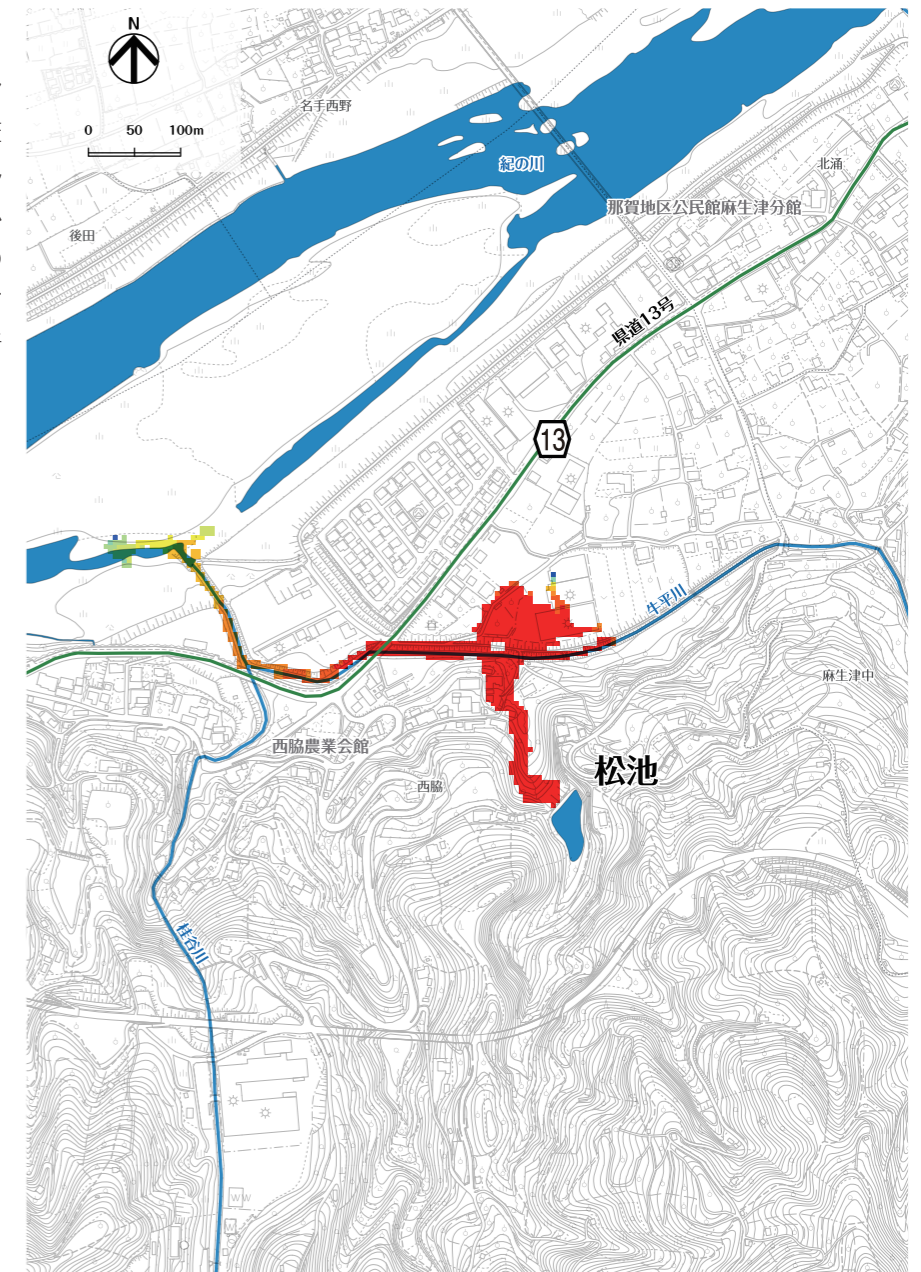 N
0 50 100m
名手西野
紀の川
北涌
那賀地区公民館麻生津分館
後田
県道13号
13
牛平川
麻生津中
西脇農業会館
松池
西脇
桂谷川